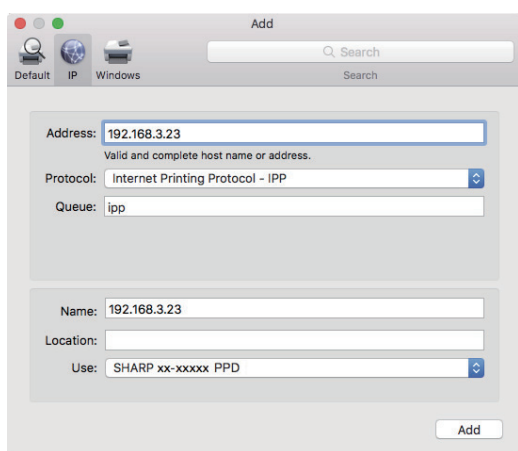 Add
Search
Default IP Windows Search
Address: 192.168.3.23
Valid and complete host name or address.
Protocol: Internet Printing Protocol - IPP
Queue: ipp
Name: 192.168.3.23
Location:
Use: SHARP xx-xxxxx PPD
Add